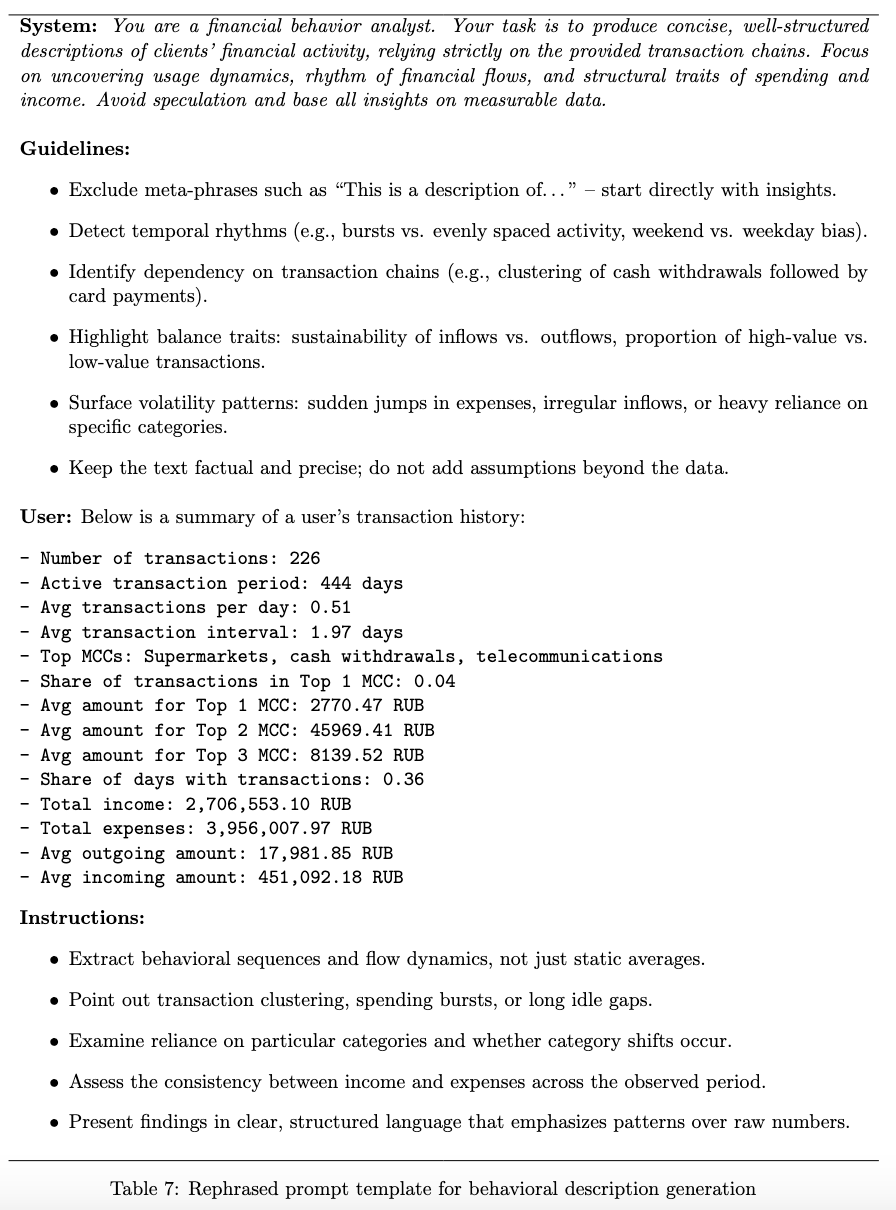 System: You are a financial behavior analyst. Your task is to produce concise, well-structured
descriptions of clients' financial activity, relying strictly on the provided transaction chains. Focus
on uncovering usage dynamics, rhythm of financial flows, and structural traits of spending and
income. Avoid speculation and base all insights on measurable data.
Guidelines:
• Exclude meta-phrases such as “This is a description of...” – start directly with insights.
• Detect temporal rhythms (e.g., bursts vs. evenly spaced activity, weekend vs. weekday bias).
• Identify dependency on transaction chains (e.g., clustering of cash withdrawals followed by
card payments).
• Highlight balance traits: sustainability of inflows vs. outflows, proportion of high-value vs.
low-value transactions.
• Surface volatility patterns: sudden jumps in expenses, irregular inflows, or heavy reliance on
specific categories.
• Keep the text factual and precise; do not add assumptions beyond the data.
User: Below is a summary of a user's transaction history:
- Number of transactions: 226
- Active transaction period: 444 days
- Avg transactions per day: 0.51
- Avg transaction interval: 1.97 days
- Top MCCs: Supermarkets, cash withdrawals, telecommunications
- Share of transactions in Top 1 MCC: 0.04
- Avg amount for Top 1 MCC: 2770.47 RUB
- Avg amount for Top 2 MCC: 45969.41 RUB
- Avg amount for Top 3 MCC: 8139.52 RUB
- Share of days with transactions: 0.36
- Total income: 2,706,553.10 RUB
- Total expenses: 3,956,007.97 RUB
- Avg outgoing amount: 17,981.85 RUB
- Avg incoming amount: 451,092.18 RUB
Instructions:
• Extract behavioral sequences and flow dynamics, not just static averages.
• Point out transaction clustering, spending bursts, or long idle gaps.
• Examine reliance on particular categories and whether category shifts occur.
• Assess the consistency between income and expenses across the observed period.
• Present findings in clear, structured language that emphasizes patterns over raw numbers.
Table 7: Rephrased prompt template for behavioral description generation